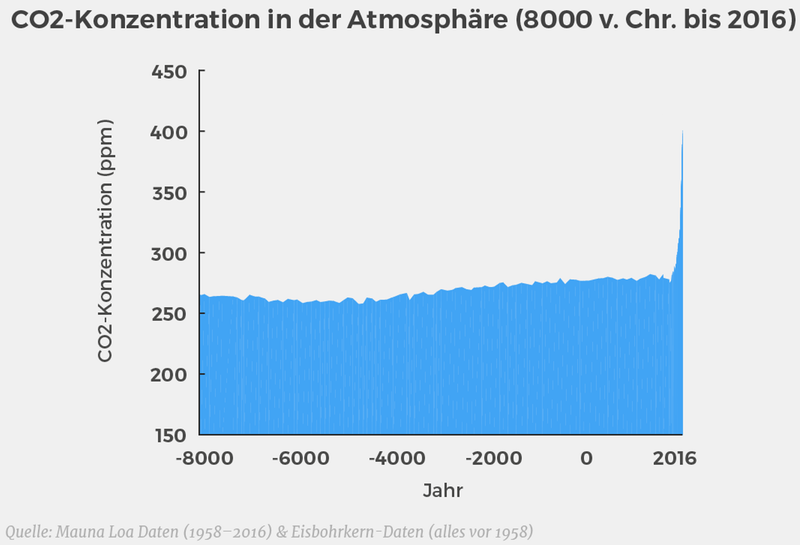 CO2-Konzentration in der Atmosphäre (8000 v. Chr. bis 2016)
CO2-Konzentration (ppm)
450
400
350
300
250
200
150
-8000 -6000 -4000 -2000 0 2016
Jahr
Quelle: Mauna Loa Daten (1958–2016) & Eisbohrkern-Daten (alles vor 1958)